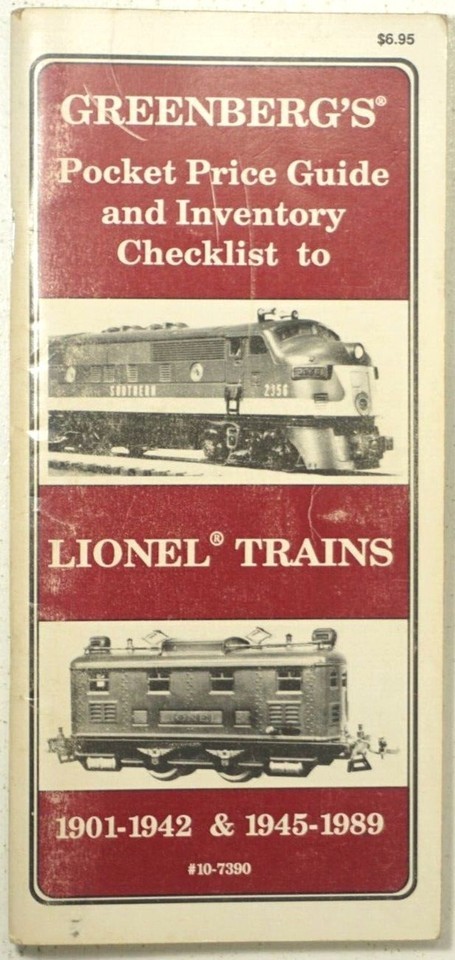 $6.95
GREENBERG'S®
Pocket Price Guide
and Inventory
Checklist to
SOUTHERN 2356
LIONEL® TRAINS
LIONEL
1901-1942 & 1945-1989
#10-7390